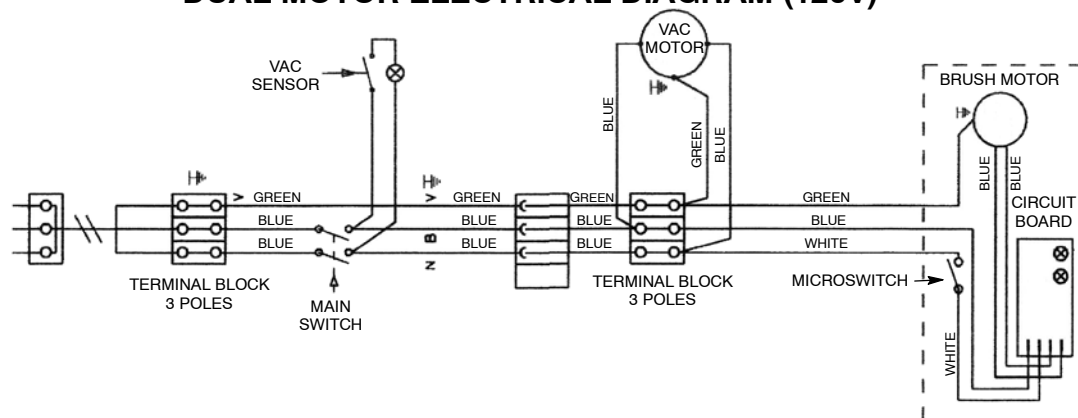 DUAL MOTOR ELECTRICAL DIAGRAM (120V)
VAC
MOTOR
VAC
SENSOR
BRUSH MOTOR
BLUE
GREEN
BLUE
BLUE
BLUE
V
GREEN
V
GREEN
GREEN
GREEN
CIRCUIT
BOARD
BLUE
B
BLUE
BLUE
BLUE
BLUE
N
BLUE
BLUE
WHITE
TERMINAL BLOCK
3 POLES
MAIN
SWITCH
TERMINAL BLOCK
3 POLES
MICROSWITCH
WHITE